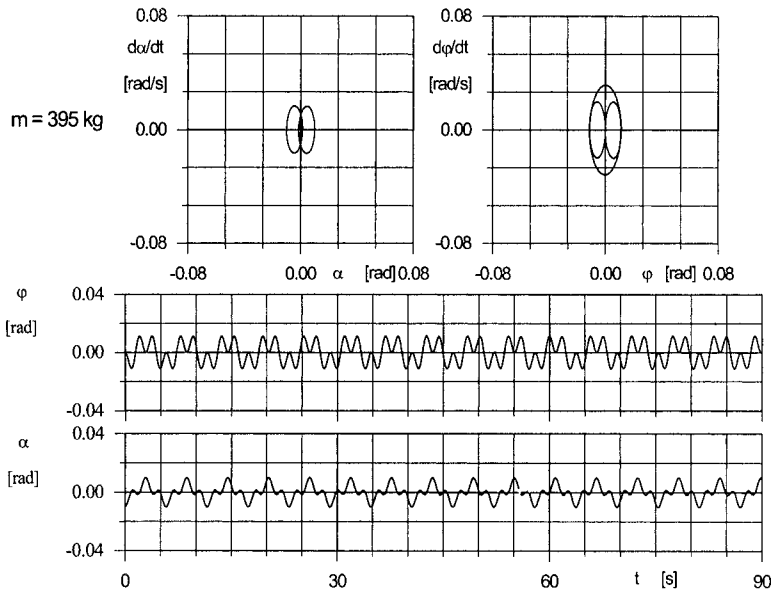 0.08
dα/dt
[rad/s]
0.00
-0.08
-0.08
0.00
α
[rad]
0.08
m = 395 kg
0.08
dφ/dt
[rad/s]
0.00
-0.08
-0.08
0.00
φ
[rad]
0.08
φ
[rad]
0.04
0.00
-0.04
α
[rad]
0.04
0.00
-0.04
0
30
60
t
[s]
90